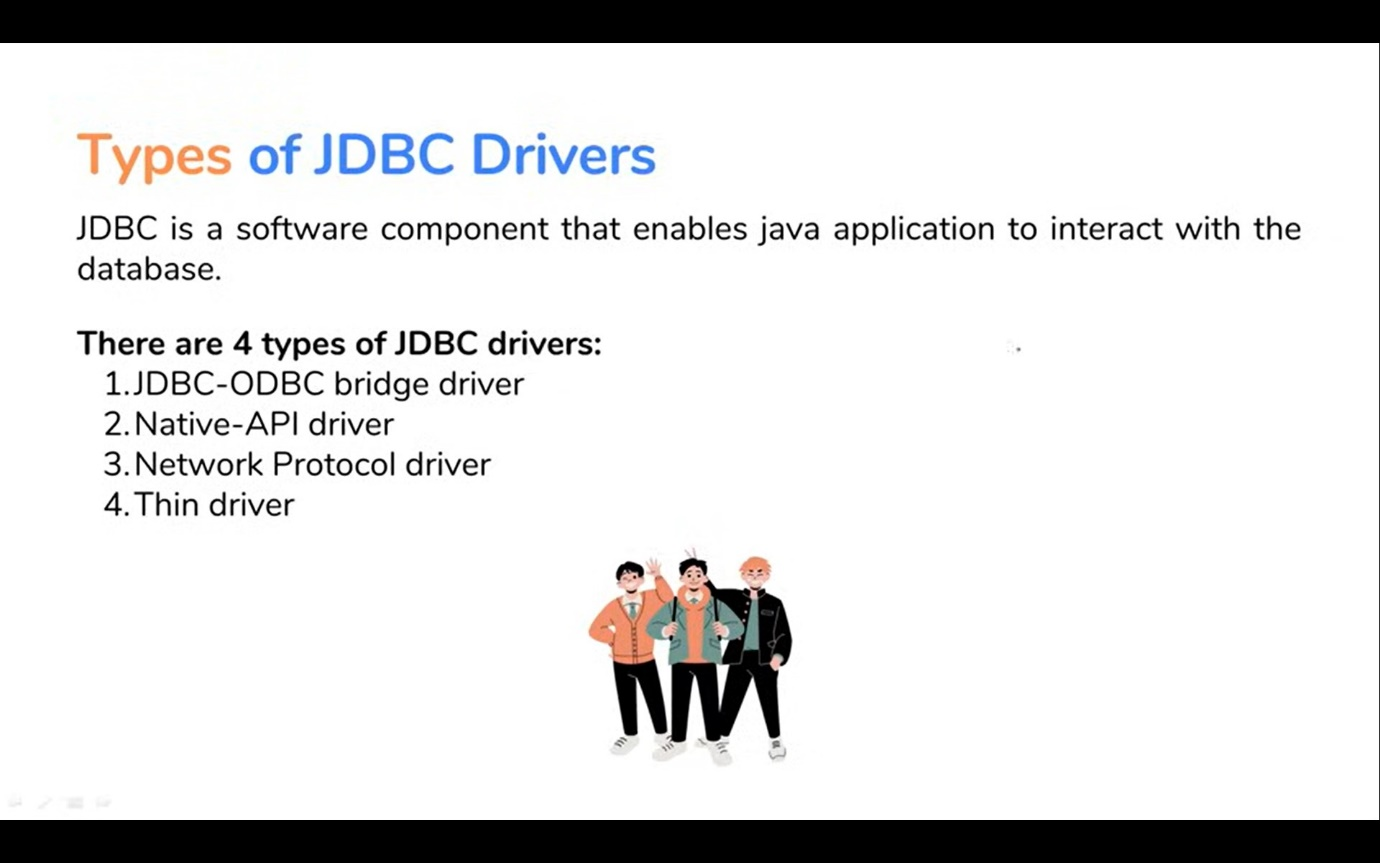 Types of JDBC Drivers
JDBC is a software component that enables java application to interact with the
database.
There are 4 types of JDBC drivers:
1.JDBC-ODBC bridge driver
2.Native-API driver
3.Network Protocol driver
4.Thin driver